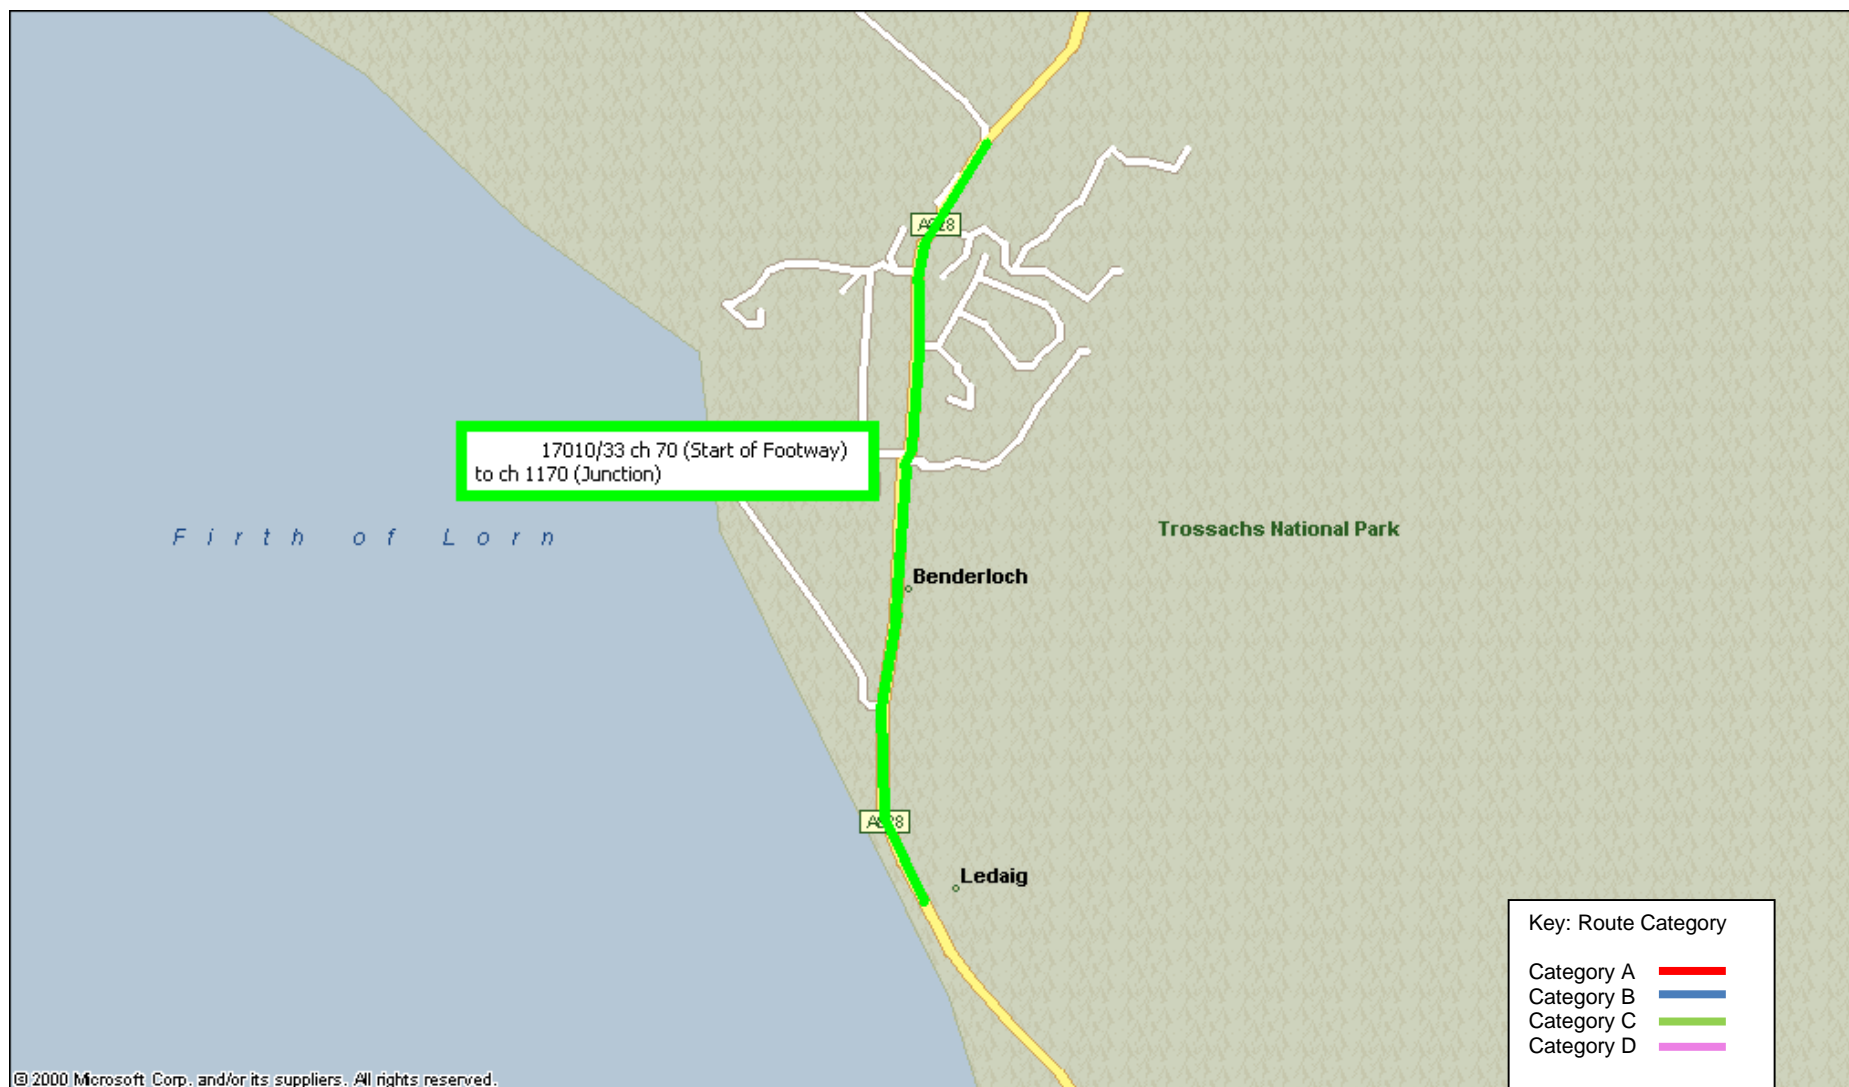 A828
17010/33 ch 70 (Start of Footway)
to ch 1170 (Junction)
Firth of Lorn
Trossachs National Park
Benderloch
A828
Ledaig
Key: Route Category
Category A
Category B
Category C
Category D
© 2000 Microsoft Corp. and/or its suppliers. All rights reserved.